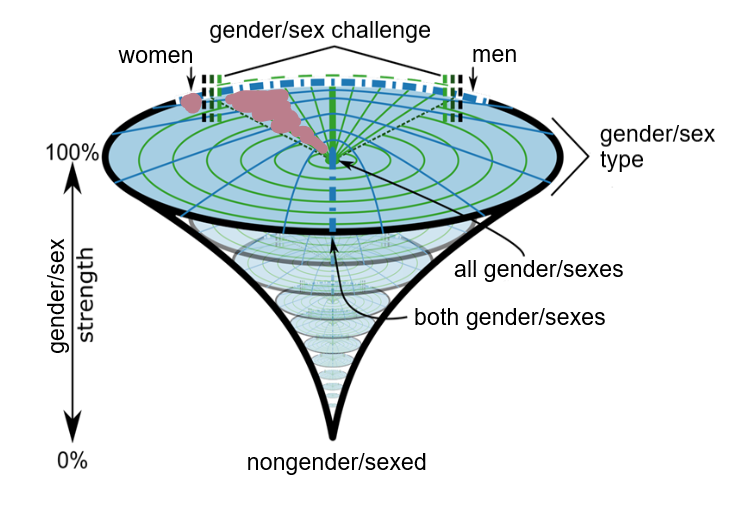 gender/sex challenge
women
men
gender/sex
type
100%
gender/sex
strength
all gender/sexes
both gender/sexes
0%
nongender/sexed